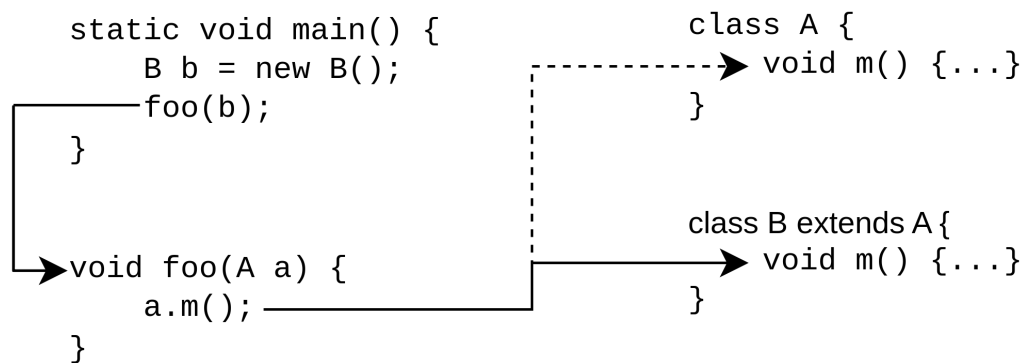 static void main() {
B b = new B();
foo(b);
}
void foo(A a) {
a.m();
}
class A {
void m() {...}
}
class B extends A {
void m() {...}
}